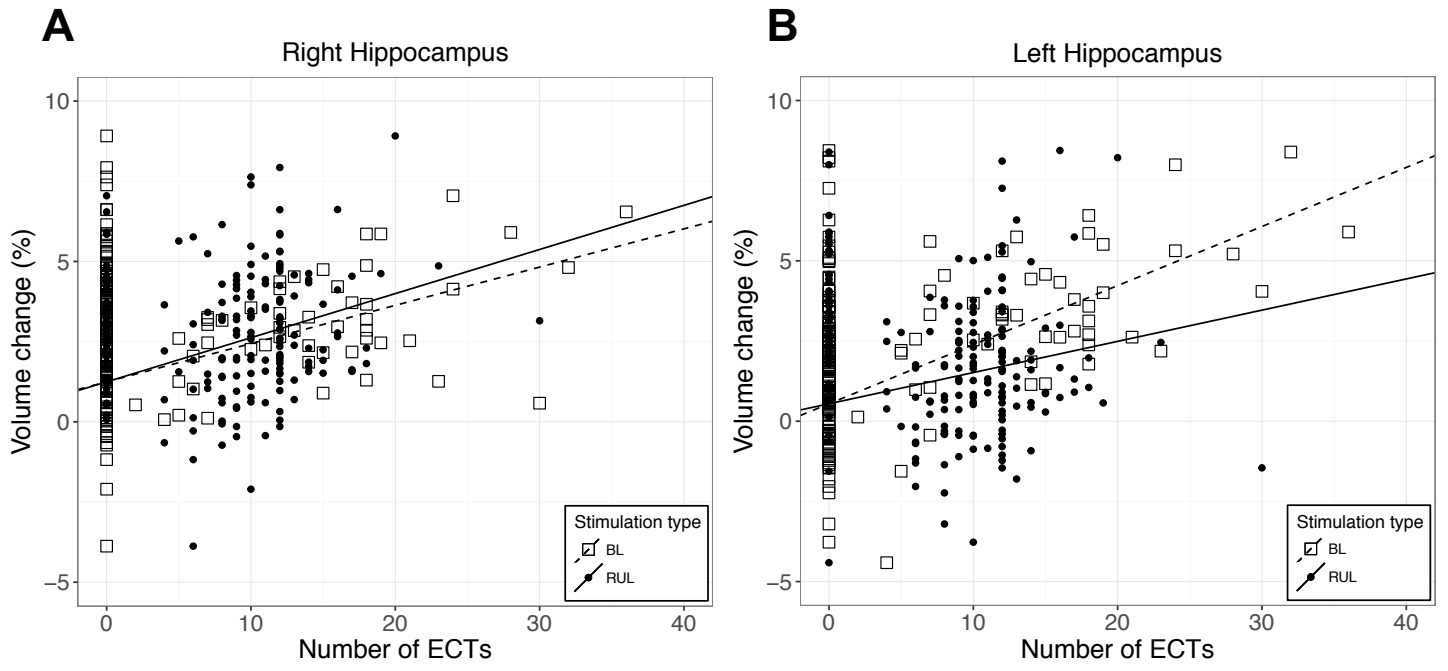 A
Right Hippocampus
Volume change (%)
10
5
0
−5
0
10
20
30
40
Number of ECTs
Stimulation type
BL
RUL
B
Left Hippocampus
Volume change (%)
10
5
0
−5
0
10
20
30
40
Number of ECTs
Stimulation type
BL
RUL